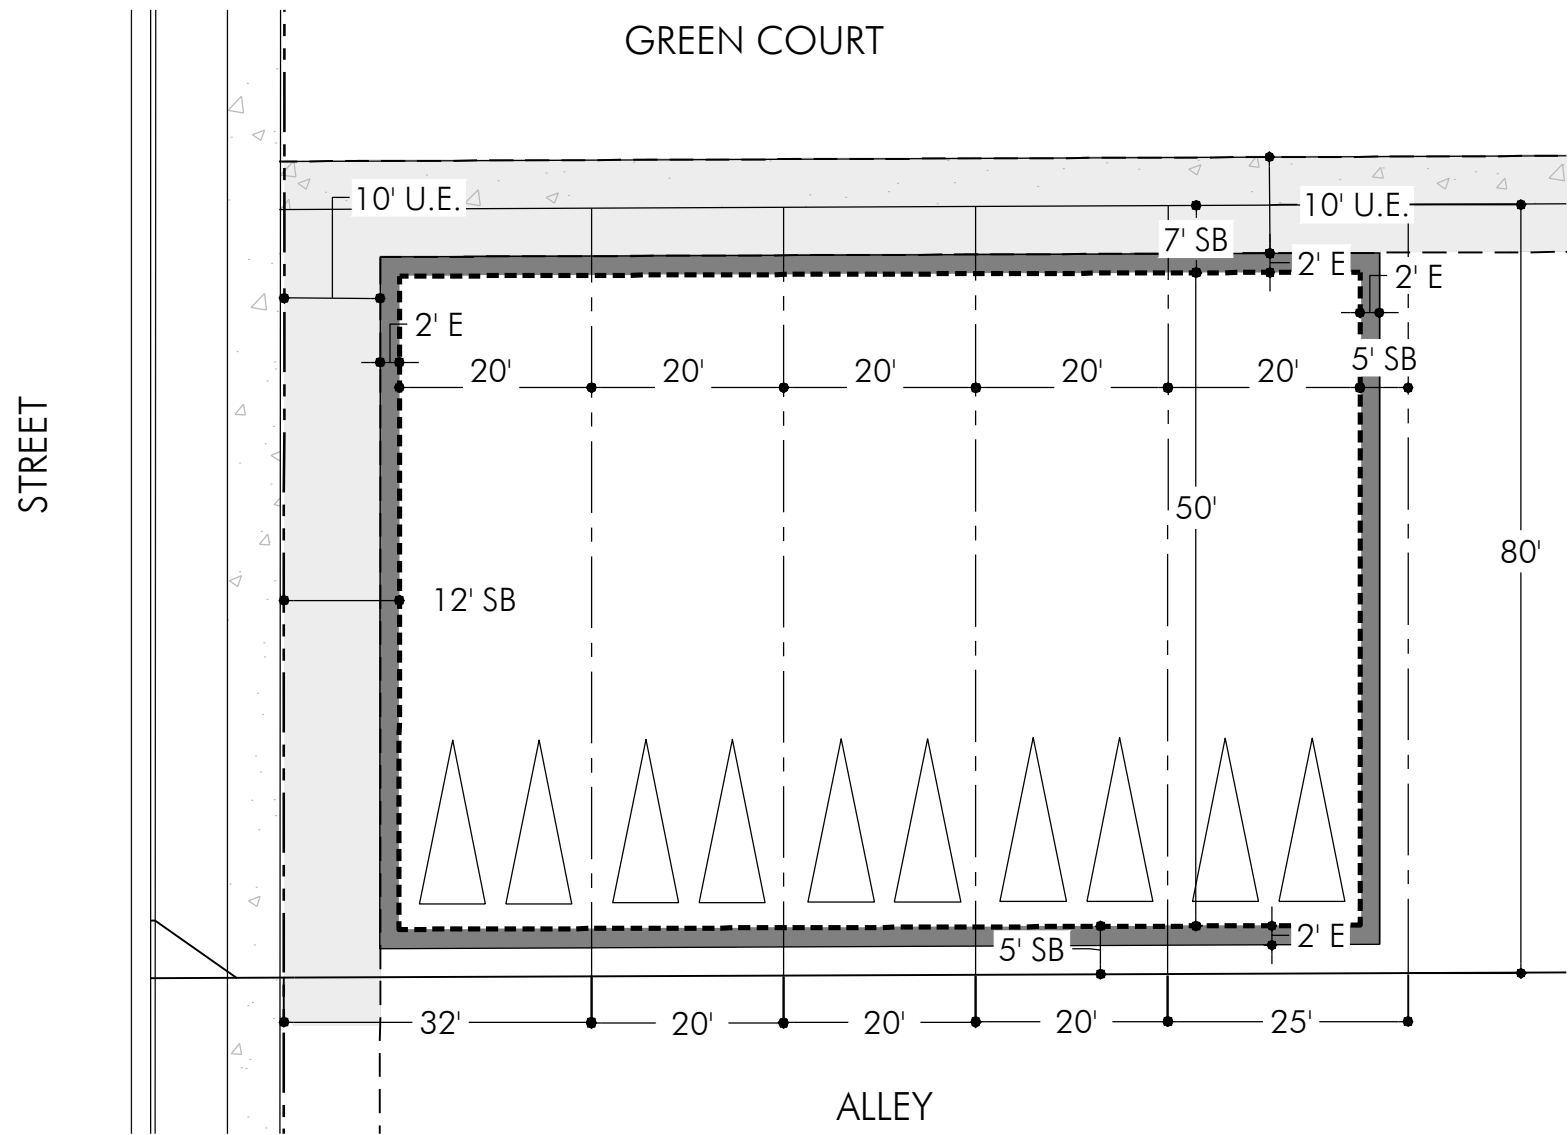 GREEN COURT
10' U.E.
10' U.E.
7' SB
2' E
2' E
2' E
5' SB
20'
20'
20'
20'
20'
STREET
50'
80'
12' SB
2' E
5' SB
32'
20'
20'
20'
25'
ALLEY